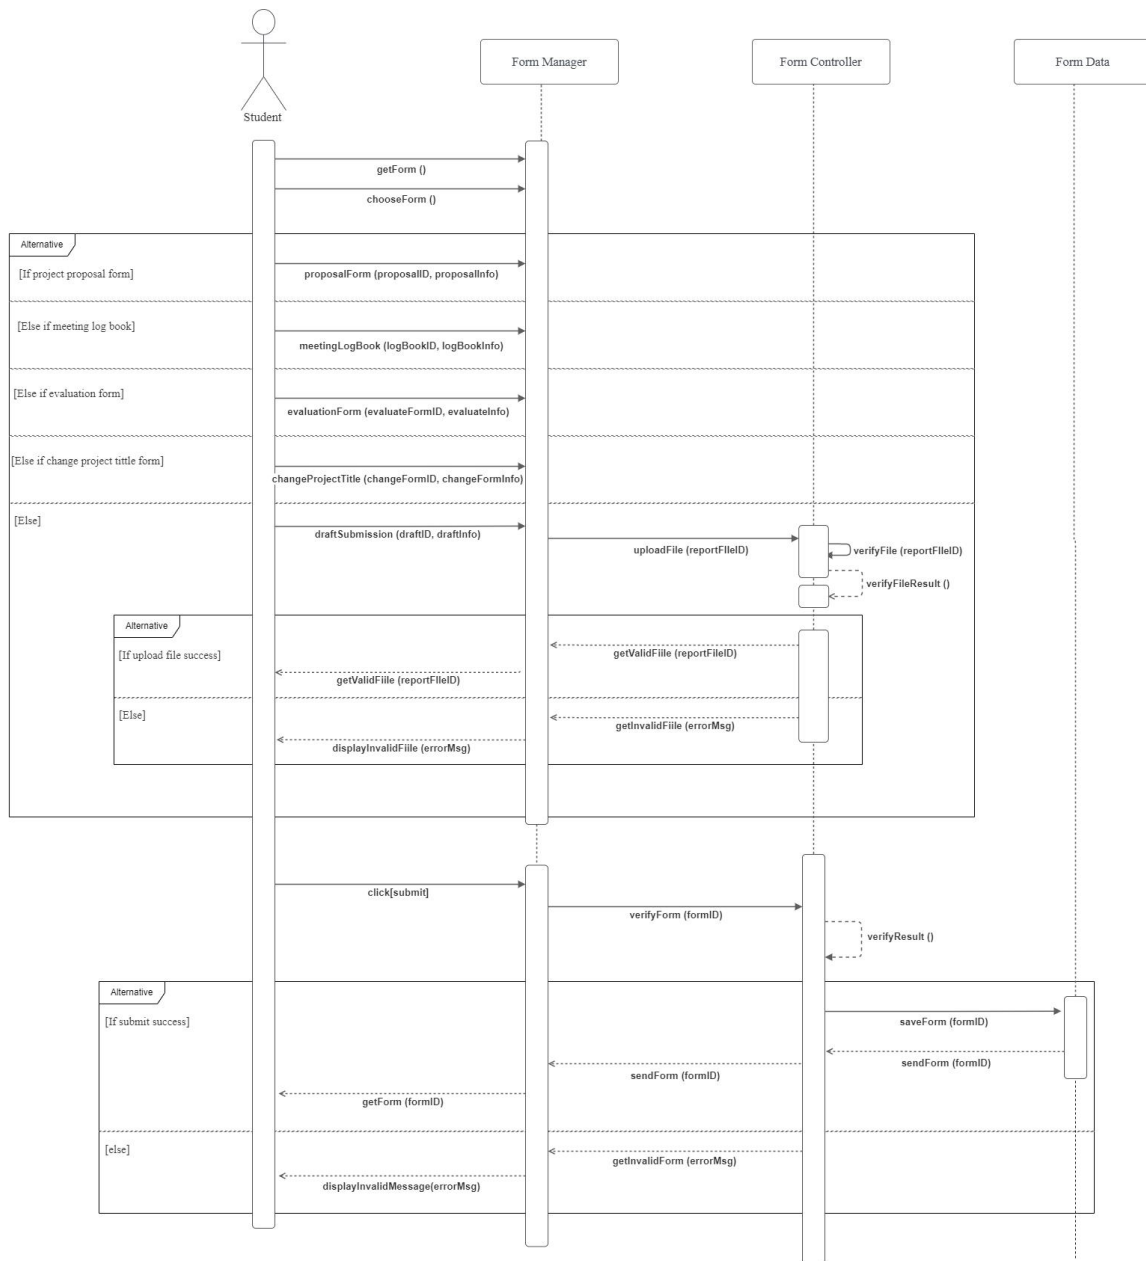 Form Manager
Form Controller
Form Data
Student
getForm ()
chooseForm ()
Alternative
[If project proposal form]
proposalForm (proposalID, proposalInfo)
[Else if meeting log book]
meetingLogBook (logBookID, logBookInfo)
[Else if evaluation form]
evaluationForm (evaluateFormID, evaluateInfo)
[Else if change project tittle form]
changeProjectTitle (changeFormID, changeFormInfo)
[Else]
draftSubmission (draftID, draftInfo)
uploadFile (reportFIleID)
verifyFile (reportFIleID)
verifyFileResult ()
Alternative
[If upload file success]
getValidFiile (reportFileID)
getValidFiile (reportFIleID)
[Else]
getInvalidFiile (errorMsg)
displayInvalidFiile (errorMsg)
click[submit]
verifyForm (formID)
verifyResult ()
Alternative
[If submit success]
saveForm (formID)
sendForm (formID)
sendForm (formID)
getForm (formID)
[else]
getInvalidForm (errorMsg)
displayInvalidMessage(errorMsg)